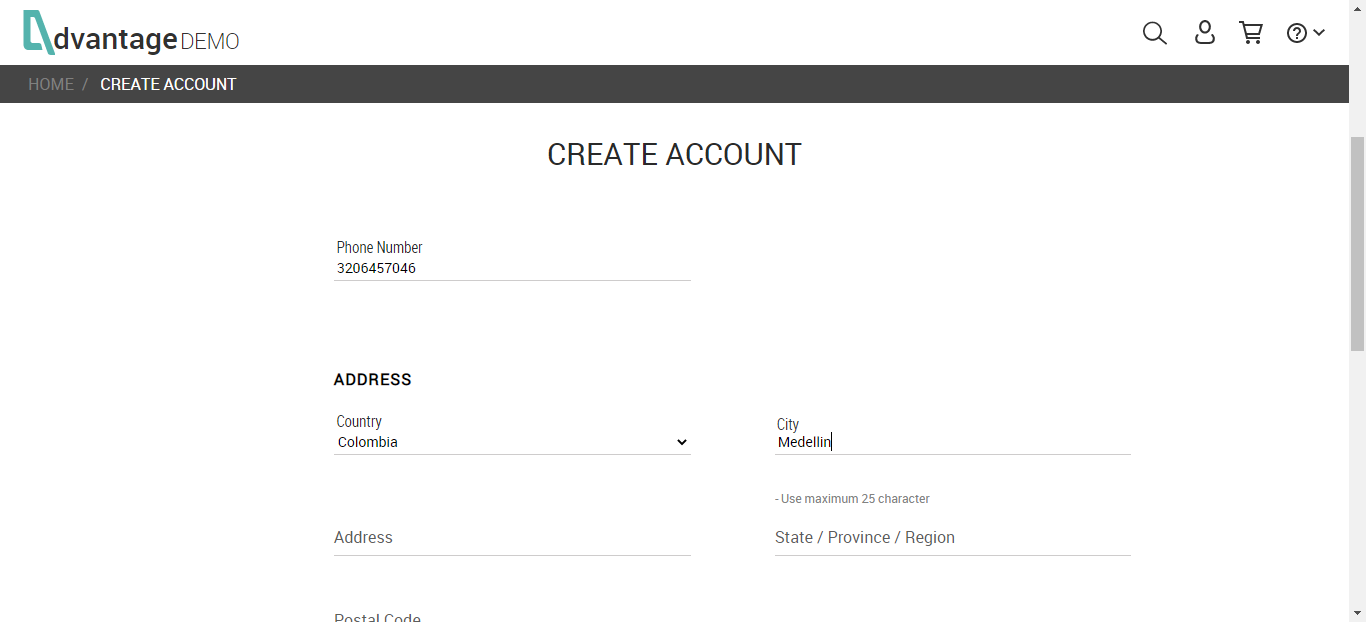 dvantage DEMO
HOME / CREATE ACCOUNT
CREATE ACCOUNT
Phone Number
3206457046
ADDRESS
Country
Colombia
City
Medellin
- Use maximum 25 character
Address
State / Province / Region
Postal Code